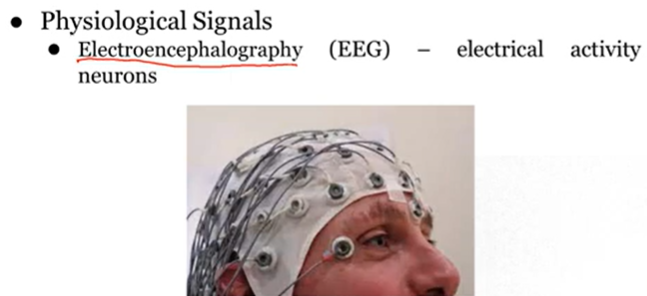 ● Physiological Signals
● Electroencephalography (EEG) – electrical activity
neurons